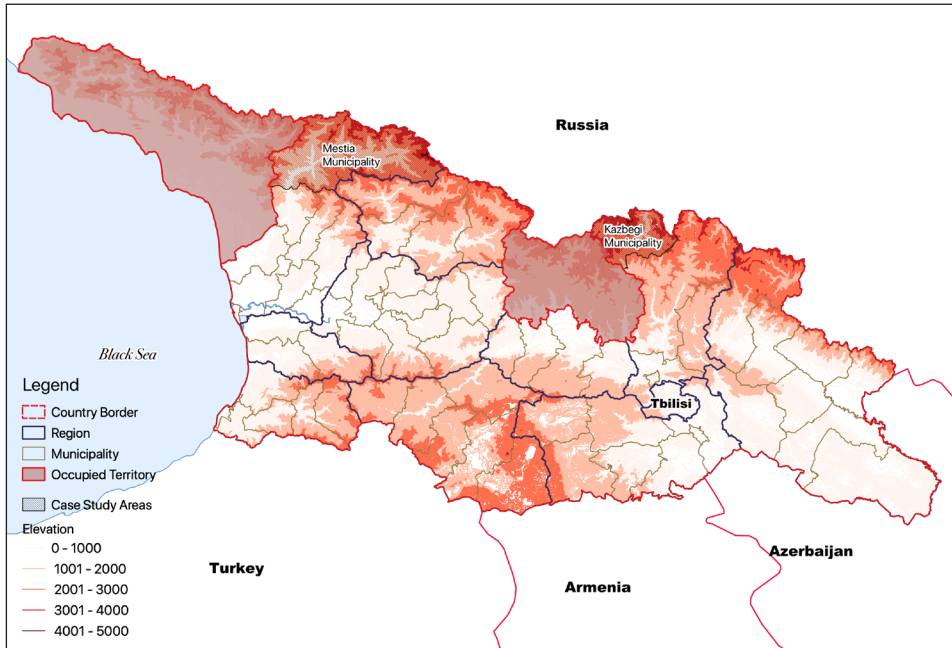 Russia
Mestia
Municipality
Kazbegi
Municipality
Black Sea
Tbilisi
Legend
Country Border
Region
Municipality
Occupied Territory
Case Study Areas
Elevation
0 - 1000
1001 - 2000
2001 - 3000
3001 - 4000
4001 - 5000
Turkey
Armenia
Azerbaijan